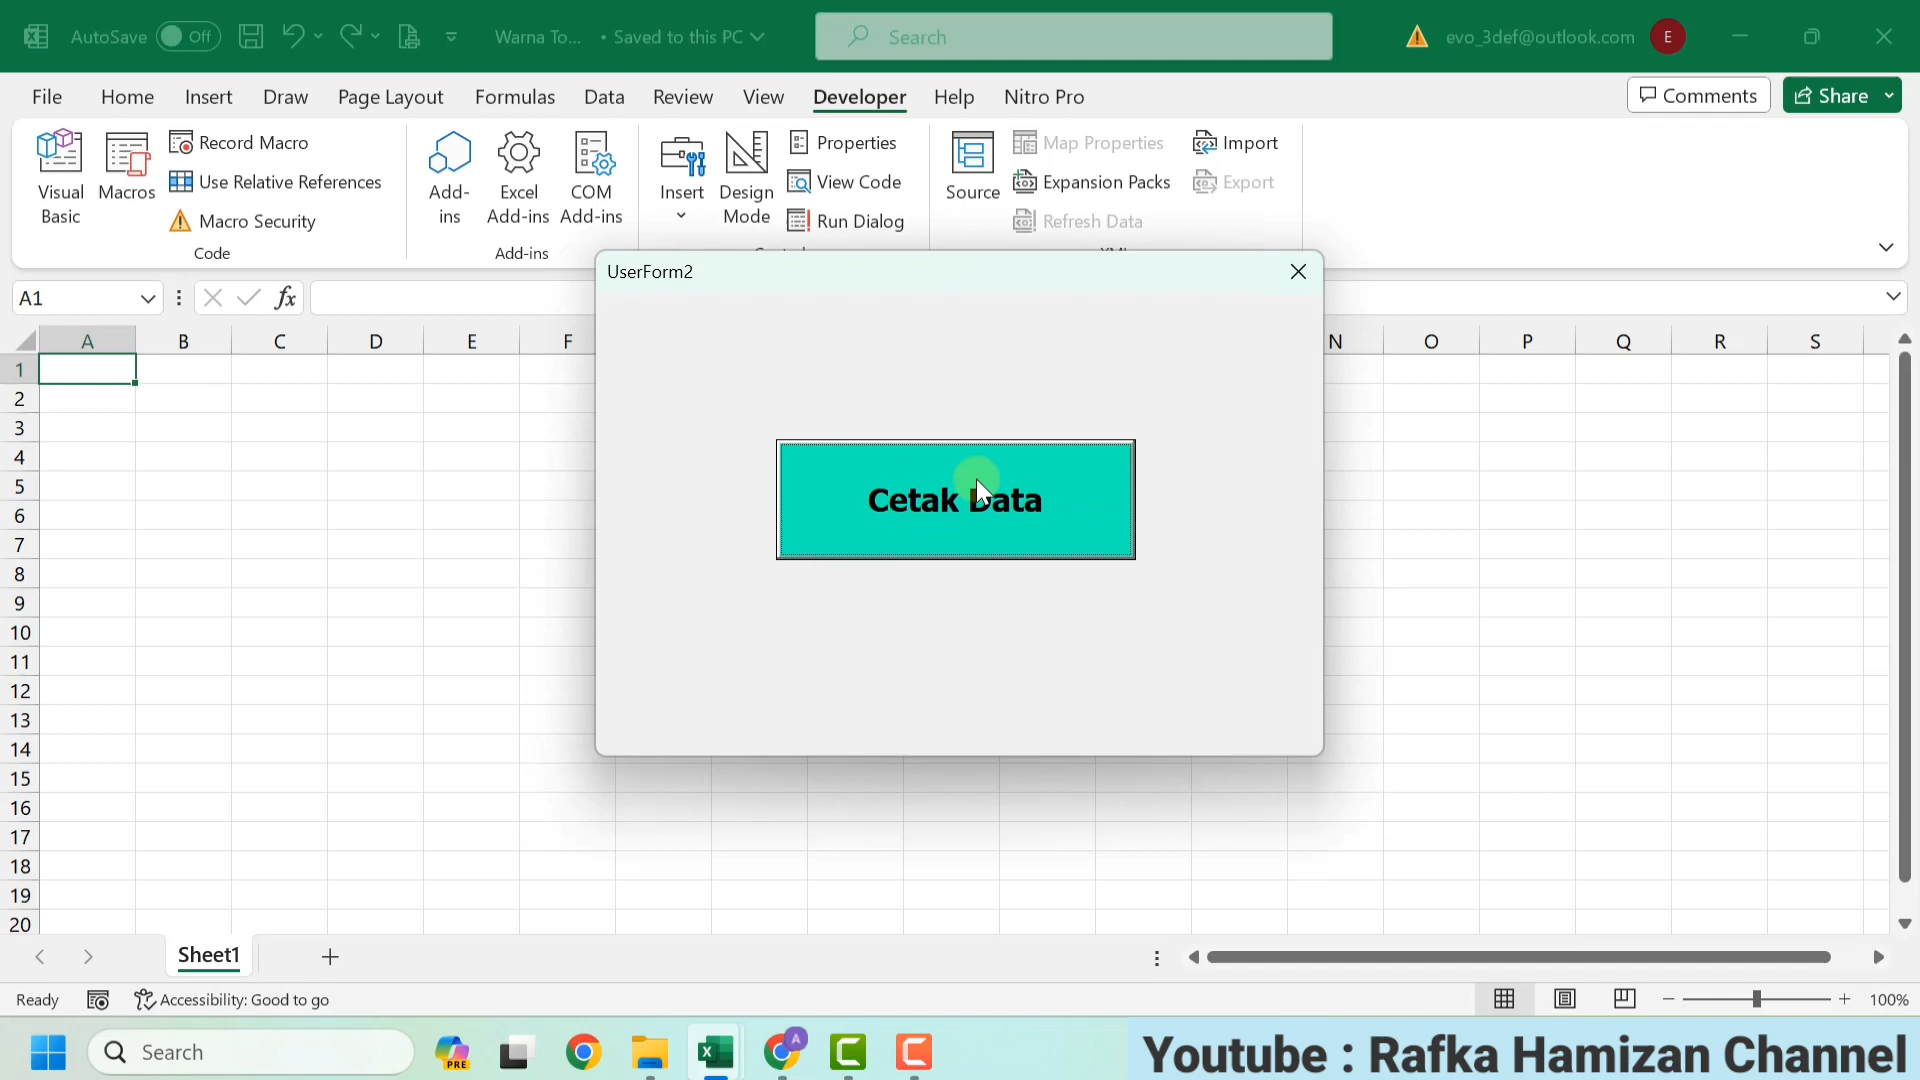 AutoSave Off Warna To... • Saved to this PC Search evo_3def@outlook.com E
File Home Insert Draw Page Layout Formulas Data Review View Developer Help Nitro Pro Comments Share
Visual Basic
Macros
Record Macro
Use Relative References
Macro Security
Code
Add-ins
Excel Add-ins
COM Add-ins
Add-ins
Insert
Design Mode
Properties
View Code
Run Dialog
Source
Map Properties
Expansion Packs
Refresh Data
Import
Export
A1 fx
UserForm2
A B C D E F N O P Q R S
1
2
3
4
5
6
7
8
9
10
11
12
13
14
15
16
17
18
19
20
Cetak Data
Sheet1
Ready Accessibility: Good to go 100%
Search PRE A
Youtube : Rafka Hamizan Channel